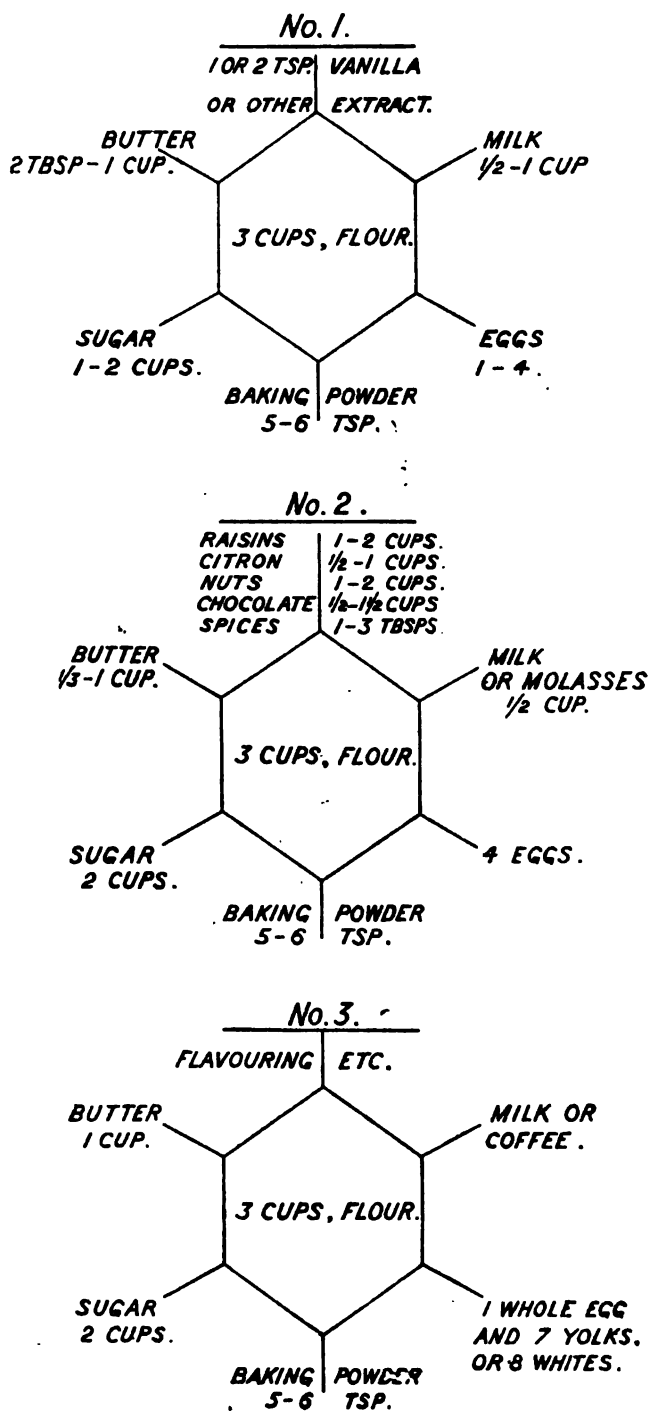 No. 1.
1 OR 2 TSP. VANILLA
OR OTHER EXTRACT.
BUTTER
2 TBSP - 1 CUP.
MILK
1/2 - 1 CUP
3 CUPS, FLOUR.
SUGAR
1 - 2 CUPS.
EGGS
1 - 4.
BAKING POWDER
5-6 TSP.
No. 2.
RAISINS 1-2 CUPS.
CITRON 1/2-1 CUPS.
NUTS 1-2 CUPS.
CHOCOLATE 1/2-1 1/2 CUPS
SPICES 1-3 TBSPS.
BUTTER
1/3-1 CUP.
MILK
OR MOLASSES
1/2 CUP.
3 CUPS, FLOUR.
SUGAR
2 CUPS.
4 EGGS.
BAKING POWDER
5-6 TSP.
No. 3.
FLAVOURING ETC.
BUTTER
1 CUP.
MILK OR
COFFEE.
3 CUPS, FLOUR.
SUGAR
2 CUPS.
1 WHOLE EGG
AND 7 YOLKS.
OR 8 WHITES.
BAKING POWDER
5-6 TSP.